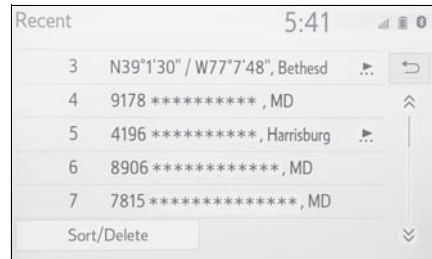 Recent 5:41 0
3 N39°1'30" / W77°7'48", Bethesd
4 9178 ********** , MD
5 4196 **********, Harrisburg
6 8906 ************, MD
7 7815 **************, MD
Sort/Delete